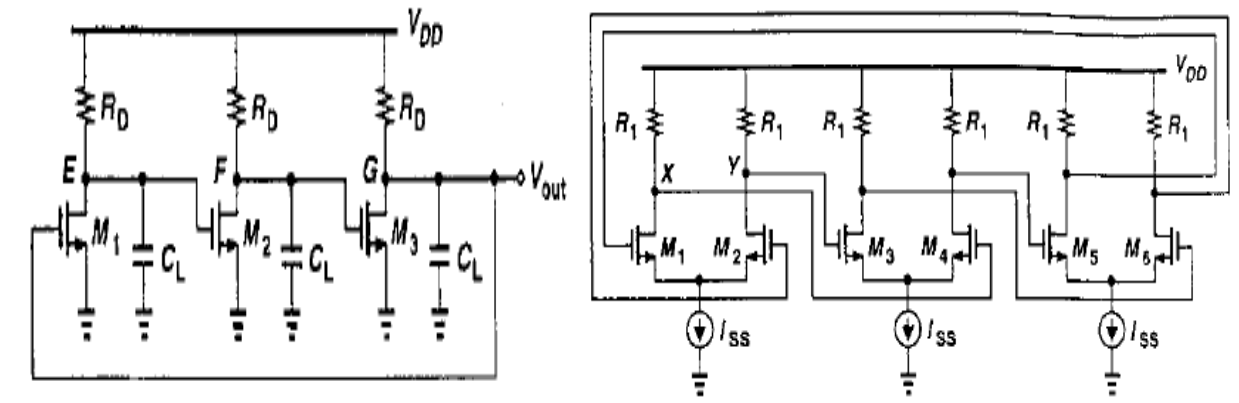 V_DD
R_D R_D R_D
E F G V_out
M_1 M_2 M_3
C_L C_L C_L
V_DD
R_1 R_1 R_1 R_1 R_1 R_1
X Y
M_1 M_2 M_3 M_4 M_5 M_6
I_SS I_SS I_SS